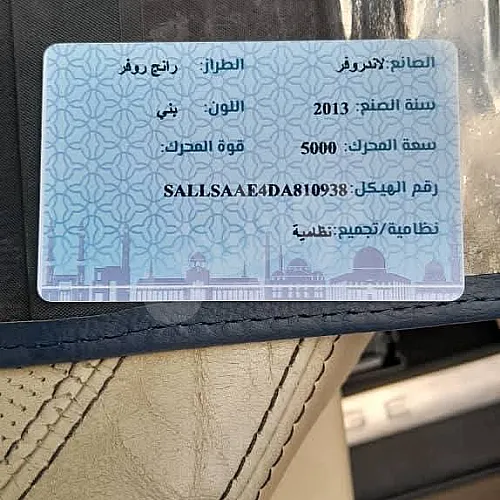 الصانع: لاندروفر الطراز: رانج روفر
سنة الصنع: 2013 اللون: بني
سعة المحرك: 5000 قوة المحرك:
رقم الهيكل: SALLSAAE4DA810938
نظامية/تجميع: نظامية